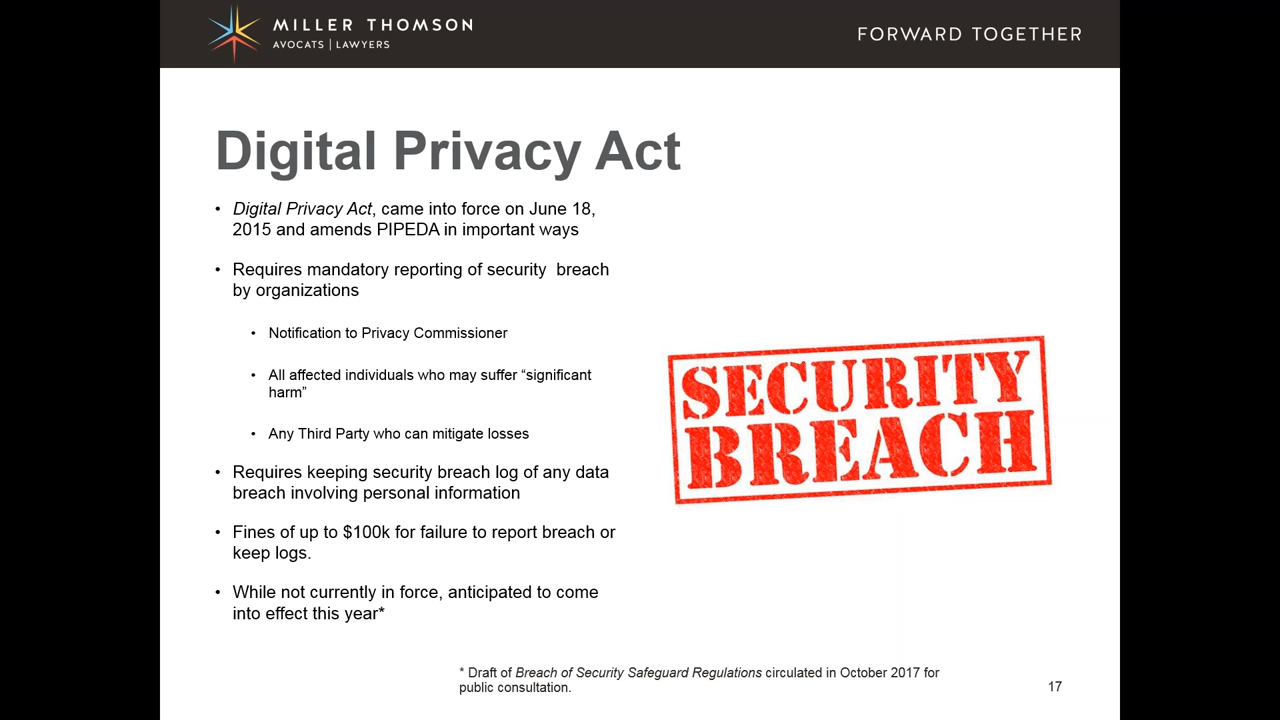 MILLER THOMSON
AVOCATS | LAWYERS
FORWARD TOGETHER
Digital Privacy Act
• Digital Privacy Act, came into force on June 18,
2015 and amends PIPEDA in important ways
• Requires mandatory reporting of security  breach
by organizations
• Notification to Privacy Commissioner
• All affected individuals who may suffer “significant
harm”
• Any Third Party who can mitigate losses
• Requires keeping security breach log of any data
breach involving personal information
• Fines of up to $100k for failure to report breach or
keep logs.
• While not currently in force, anticipated to come
into effect this year*
SECURITY
BREACH
* Draft of Breach of Security Safeguard Regulations circulated in October 2017 for
public consultation.
17